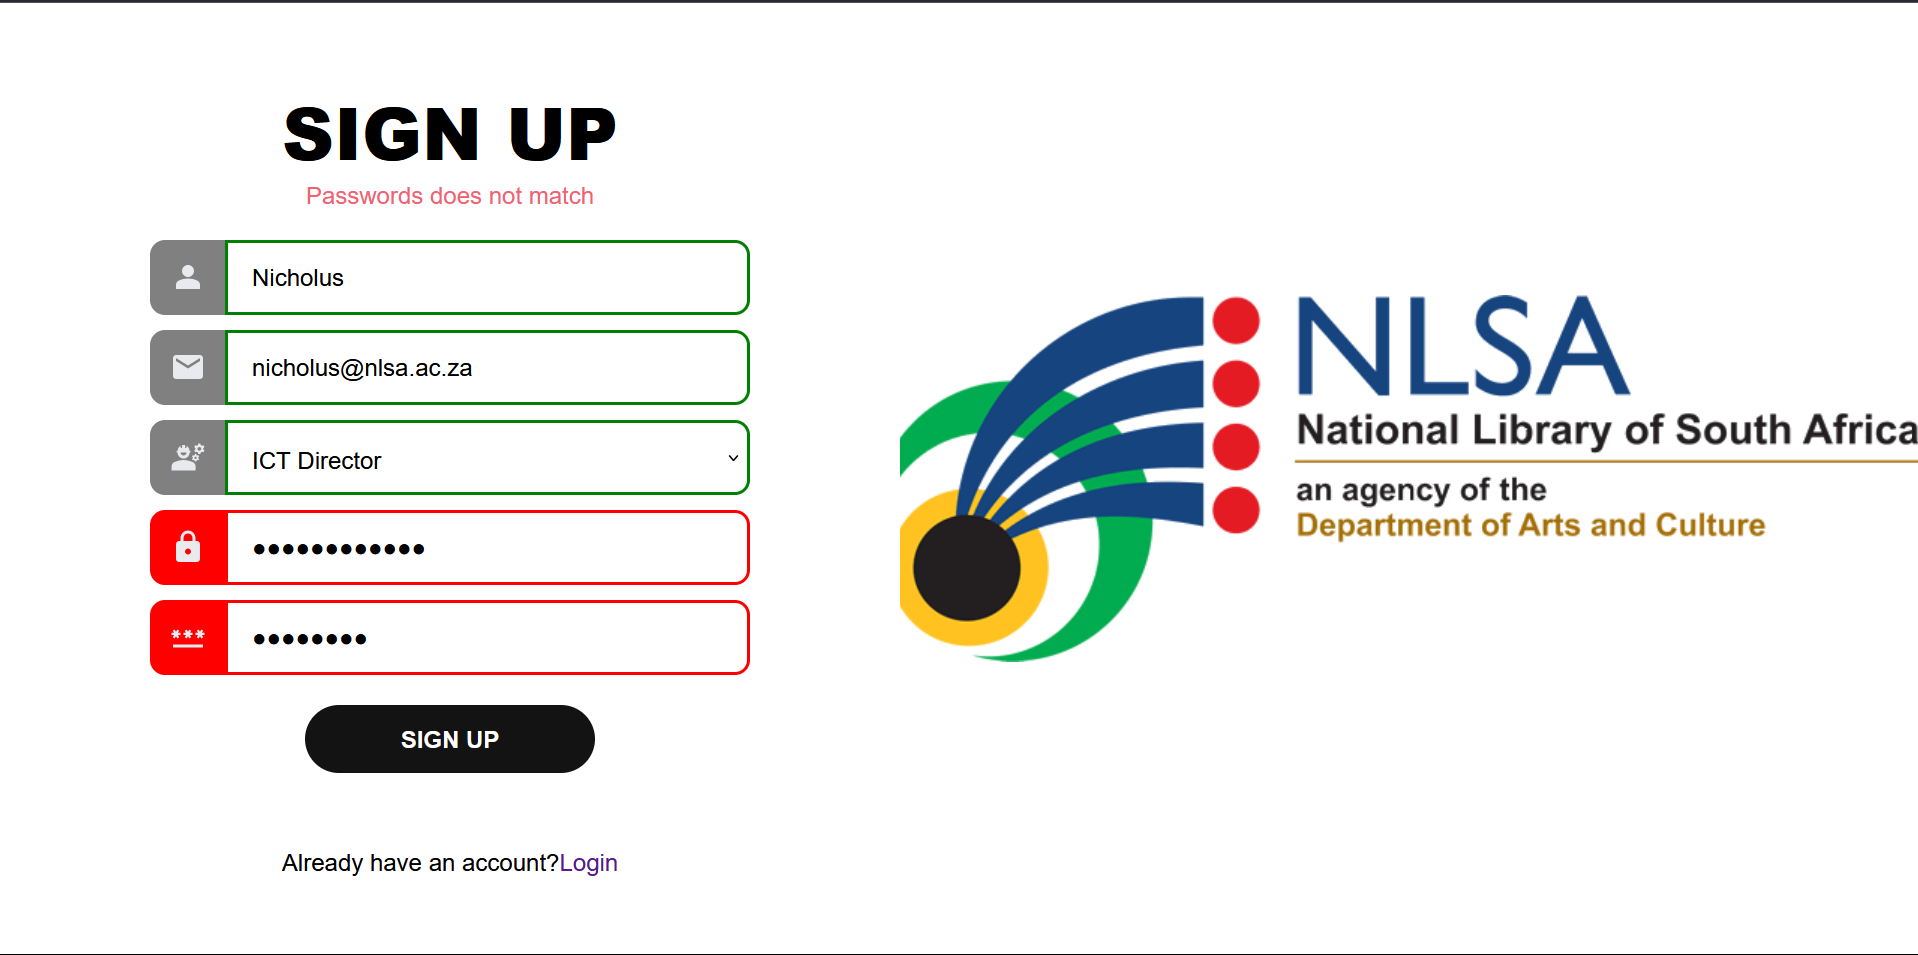 SIGN UP
Passwords does not match
Nicholus
nicholus@nlsa.ac.za
ICT Director
••••••••••••
***
••••••••
SIGN UP
Already have an account?Login
NLSA
National Library of South Africa
an agency of the
Department of Arts and Culture